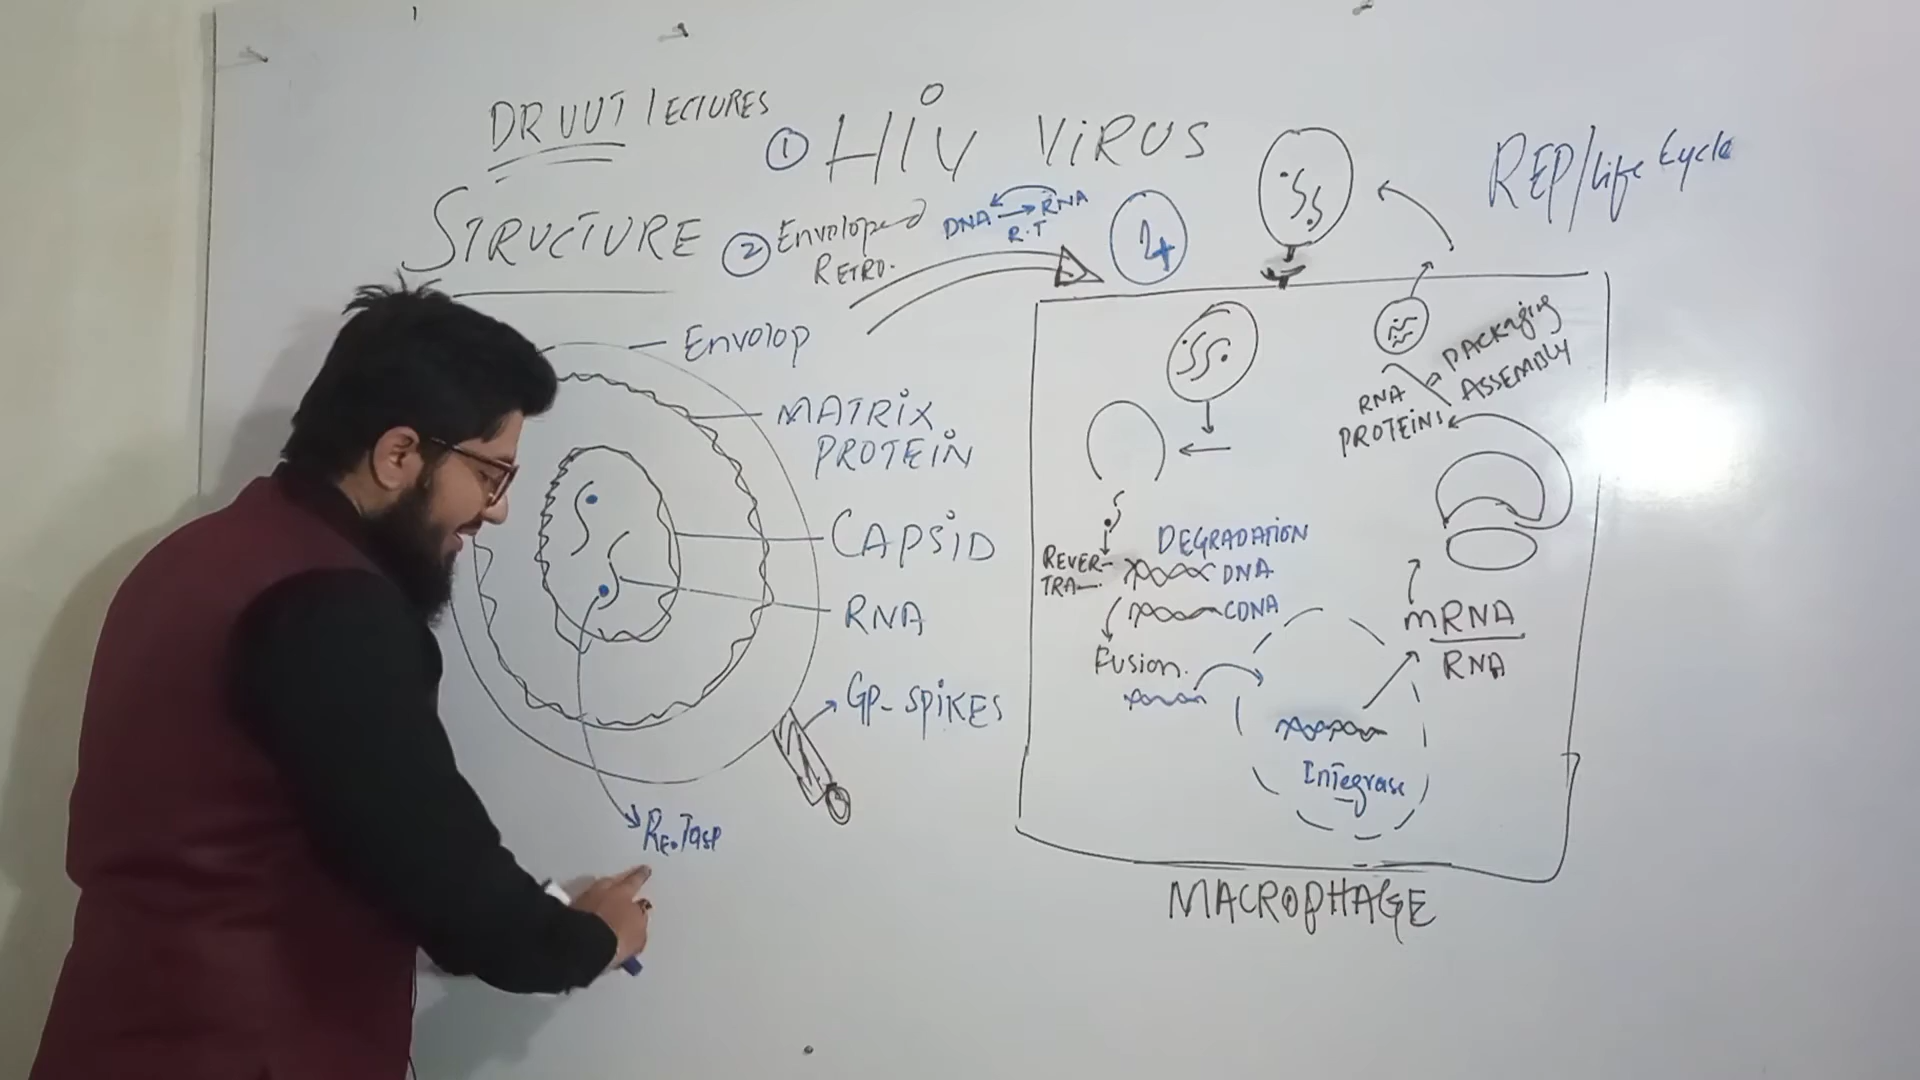 DR UUT LECTURES
① HIV VIRUS
REP/Life Cycle
STRUCTURE
② Enveloped
RETRO.
DNA RNA
R.T
Envolop
MATRIX
PROTEIN
CAPSID
RNA
GP-SPIKES
Re.Tasp
REVER-
TRA-
DEGRADATION
DNA
CDNA
Fusion.
Integrase
mRNA
RNA
RNA
PROTEINS
PACKAGING
ASSEMBLY
MACROPHAGE